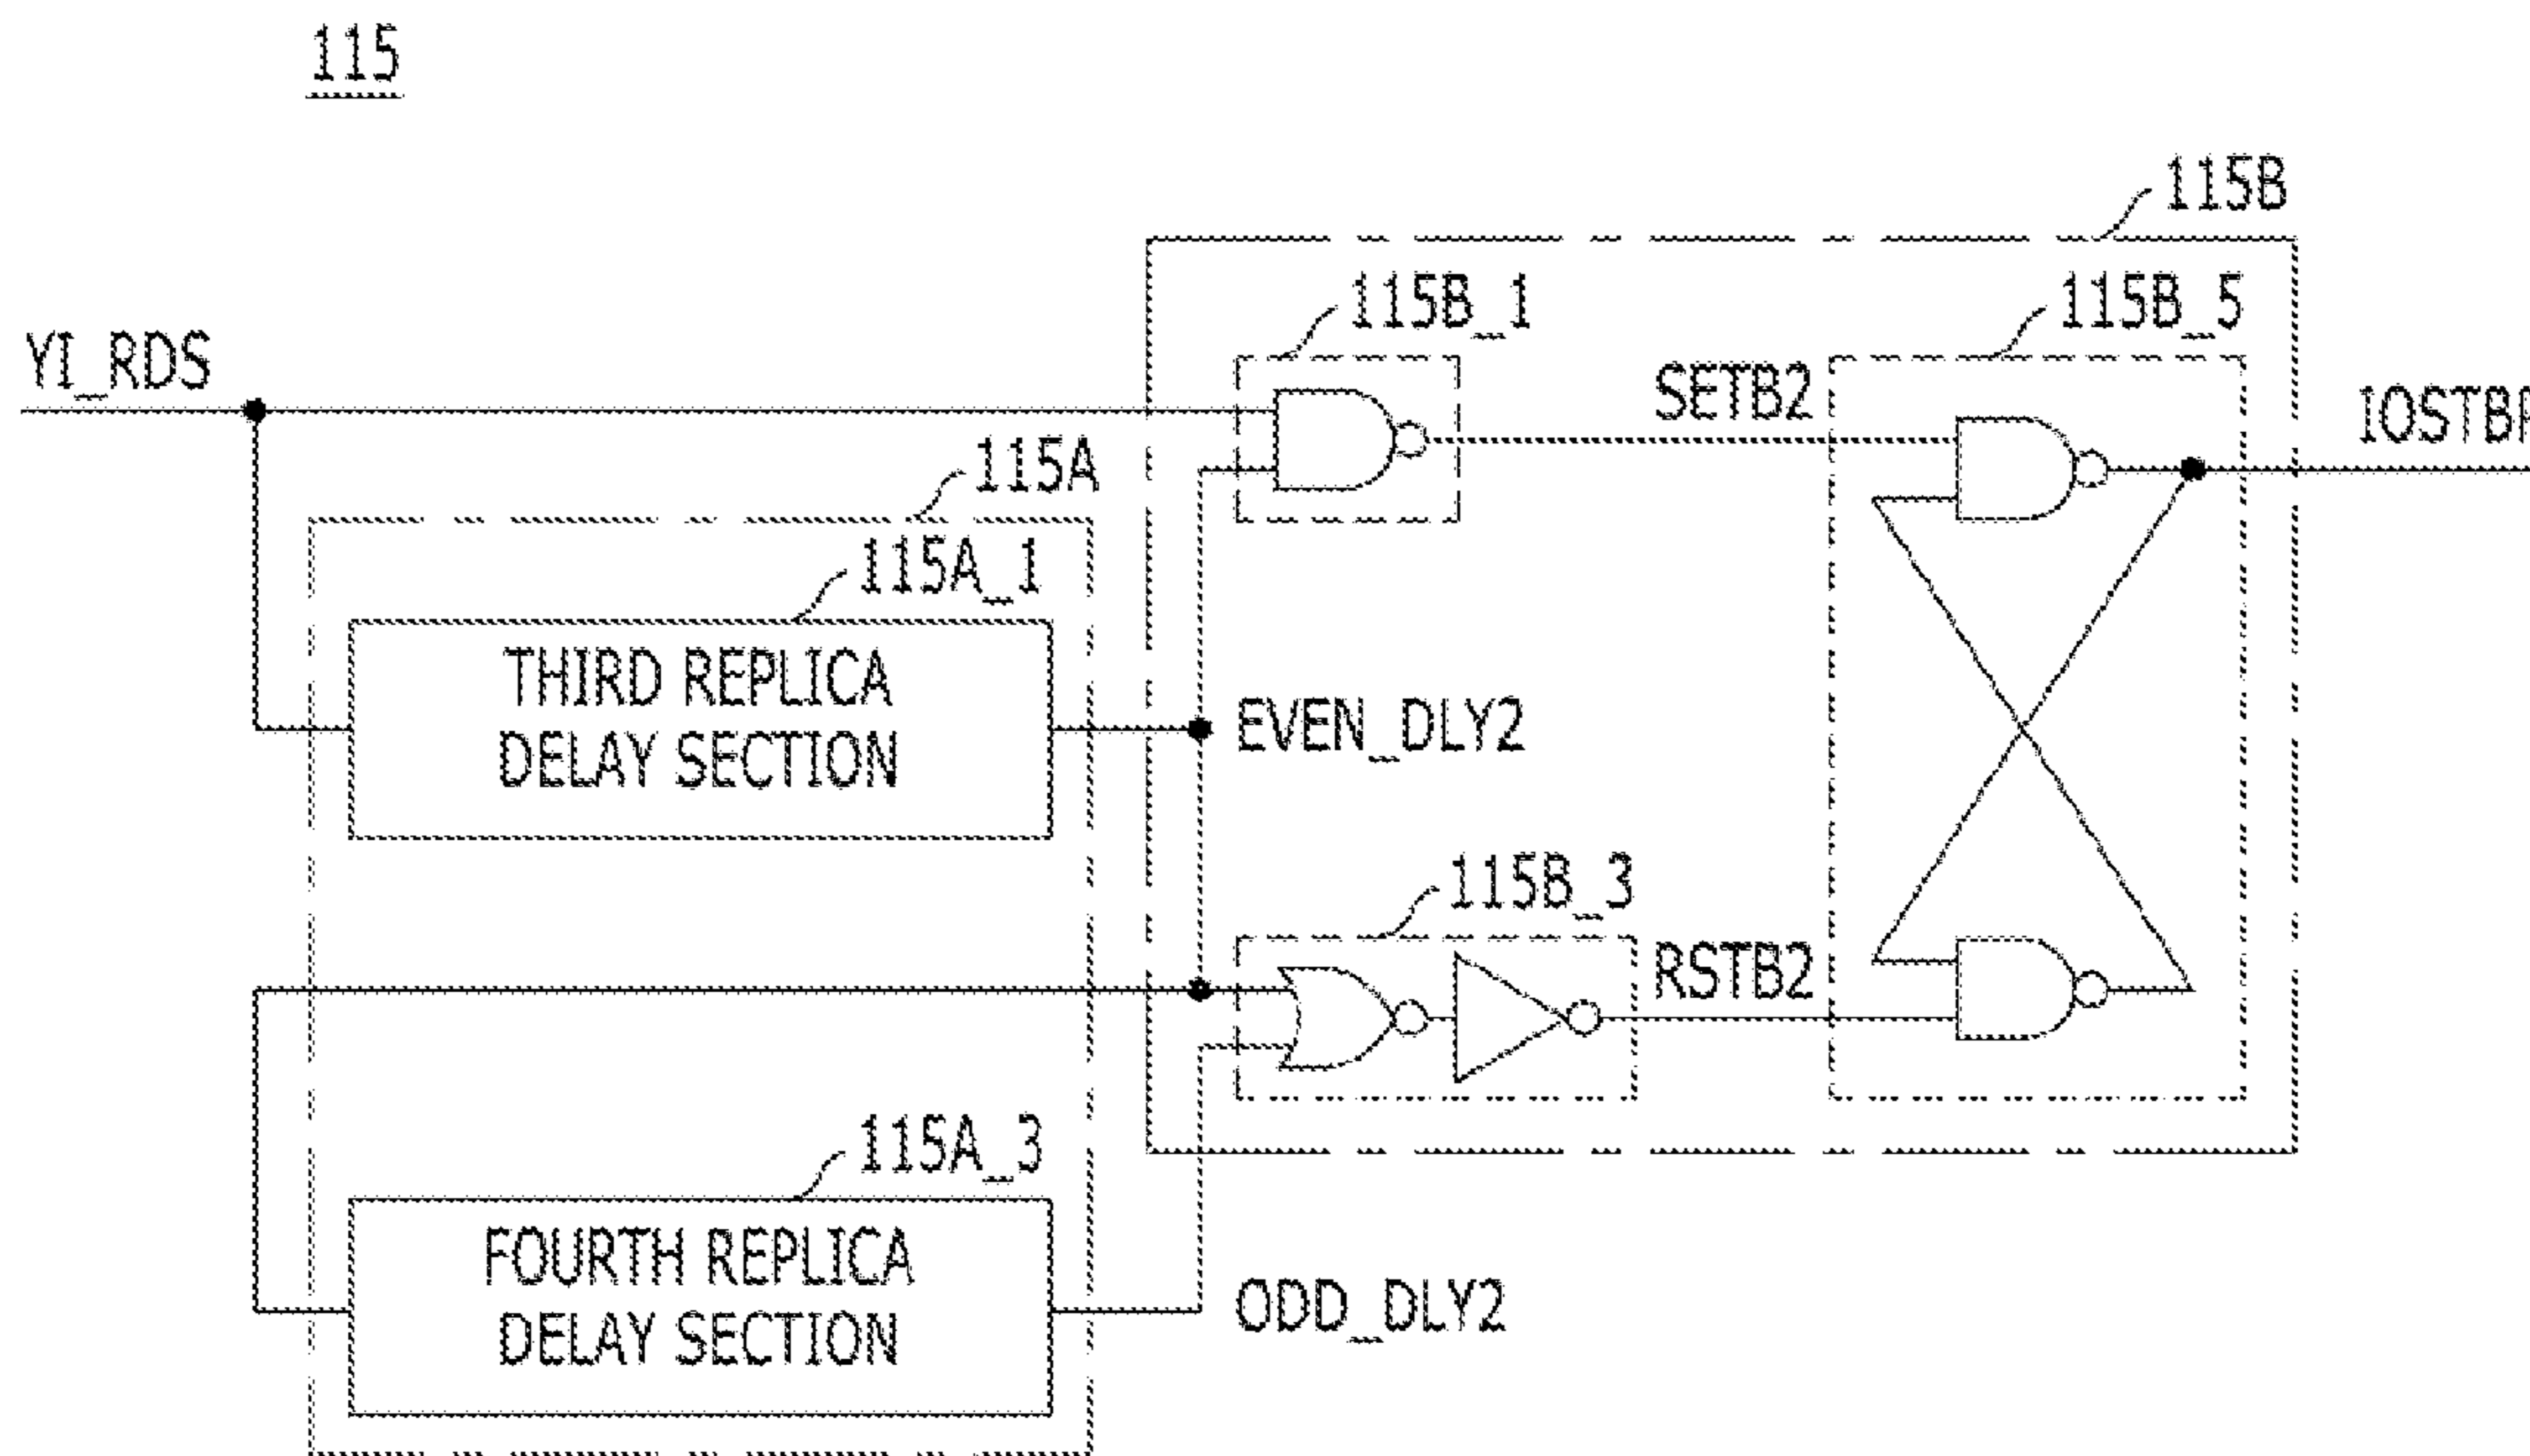 115
115B
115B_1
115B_5
YI_RDS
SETB2
115A
115A_1
THIRD REPLICA
DELAY SECTION
EVEN_DLY2
115B_3
RSTB2
115A_3
FOURTH REPLICA
DELAY SECTION
ODD_DLY2